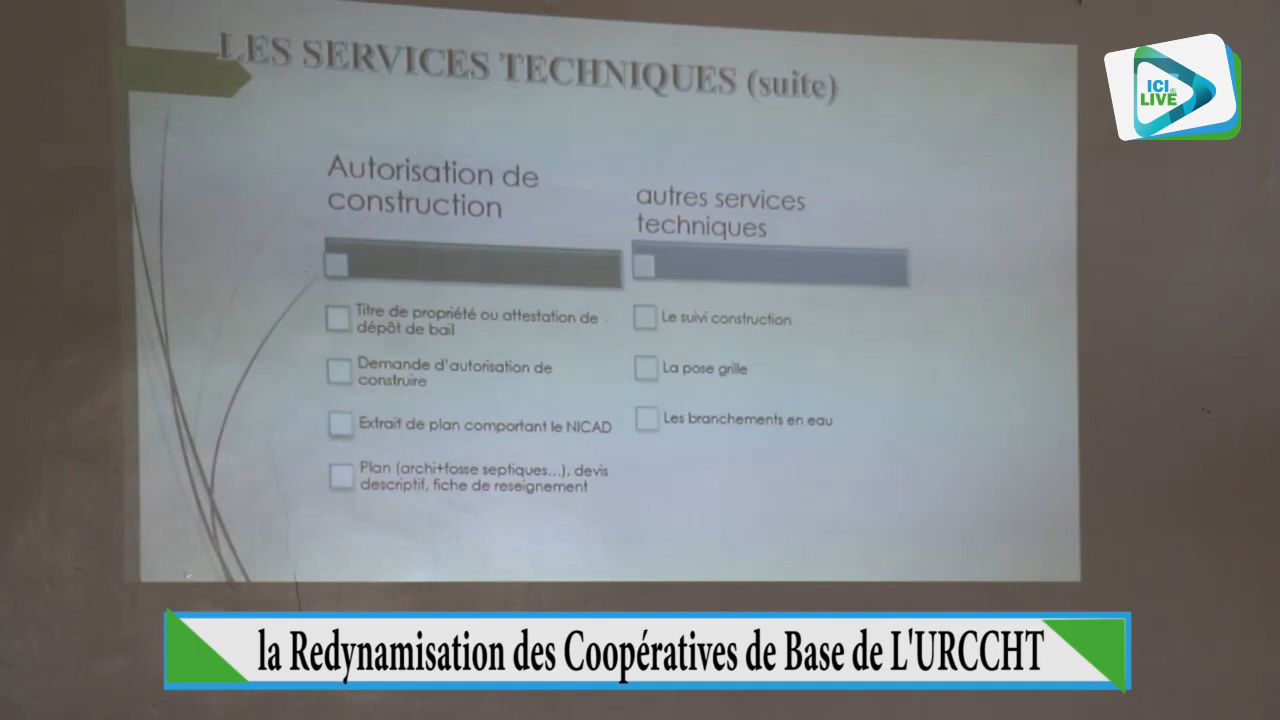 LES SERVICES TECHNIQUES (suite)
Autorisation de
construction
Titre de propriété ou attestation de
dépôt de bail
Demande d'autorisation de
construire
Extrait de plan comportant le NICAD
Plan (archi+fosse septiques...), devis
descriptif, fiche de reseignement
autres services
techniques
Le suivi construction
La pose grille
Les branchements en eau
ICI
LIVE
la Redynamisation des Coopératives de Base de L'URCCHT